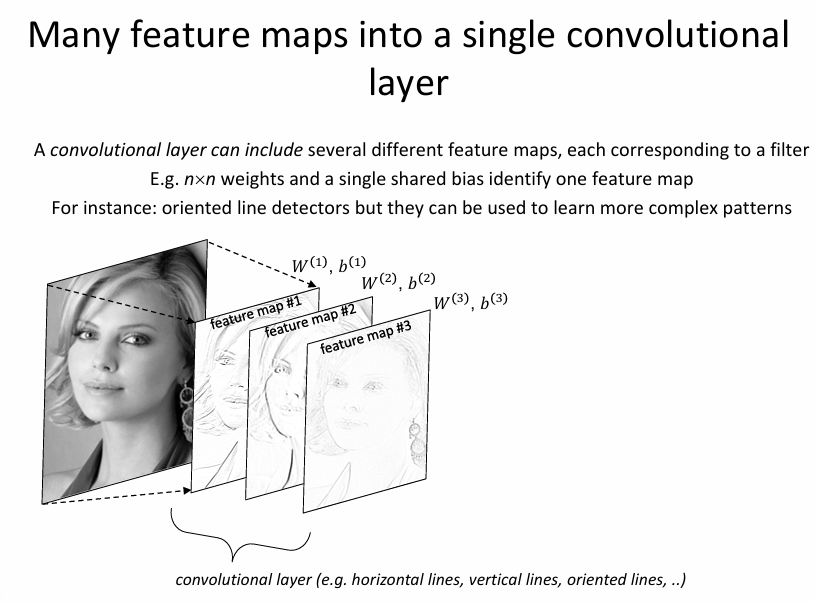 Many feature maps into a single convolutional
layer
A convolutional layer can include several different feature maps, each corresponding to a filter
E.g. n×n weights and a single shared bias identify one feature map
For instance: oriented line detectors but they can be used to learn more complex patterns
W⁽¹⁾, b⁽¹⁾
W⁽²⁾, b⁽²⁾
W⁽³⁾, b⁽³⁾
feature map #1
feature map #2
feature map #3
convolutional layer (e.g. horizontal lines, vertical lines, oriented lines, ..)